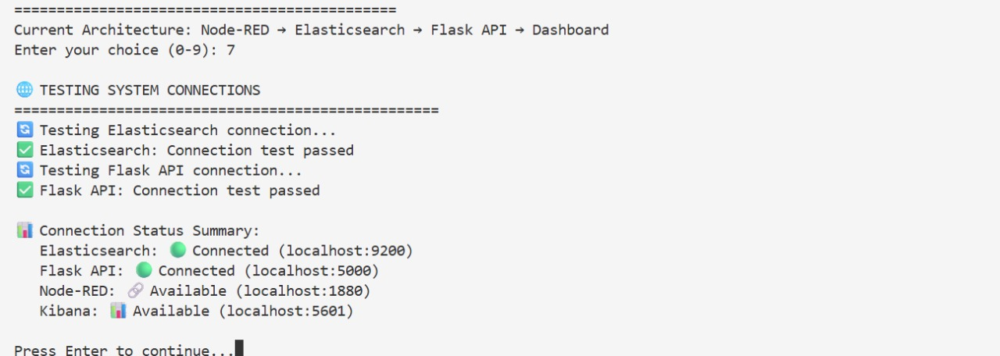 =============================================
Current Architecture: Node-RED → Elasticsearch → Flask API → Dashboard
Enter your choice (0-9): 7
🌐 TESTING SYSTEM CONNECTIONS
==================================================
🔄 Testing Elasticsearch connection...
✅ Elasticsearch: Connection test passed
🔄 Testing Flask API connection...
✅ Flask API: Connection test passed
📊 Connection Status Summary:
Elasticsearch: 🟢 Connected (localhost:9200)
Flask API: 🟢 Connected (localhost:5000)
Node-RED: 🔗 Available (localhost:1880)
Kibana: 📊 Available (localhost:5601)
Press Enter to continue...